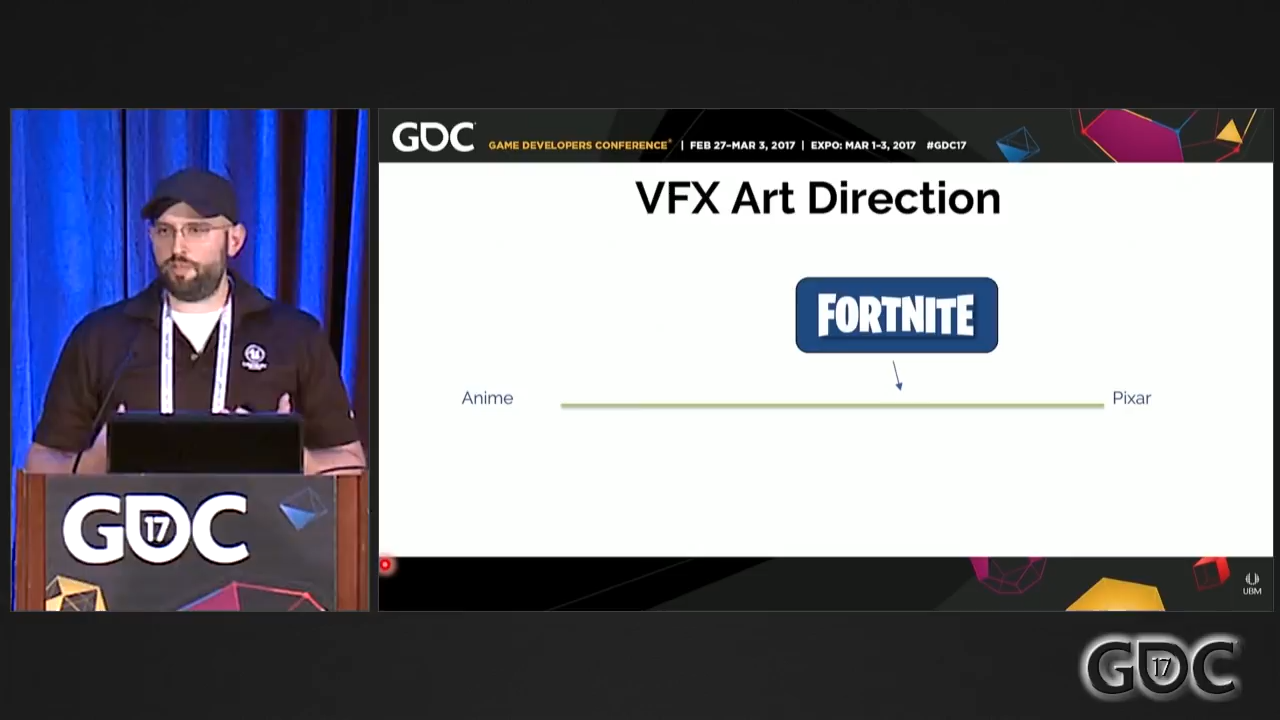 GDC
GAME DEVELOPERS CONFERENCE® | FEB 27–MAR 3, 2017 | EXPO: MAR 1–3, 2017 #GDC17
VFX Art Direction
FORTNITE
Anime
Pixar
GDC
17
UBM
GDC
17